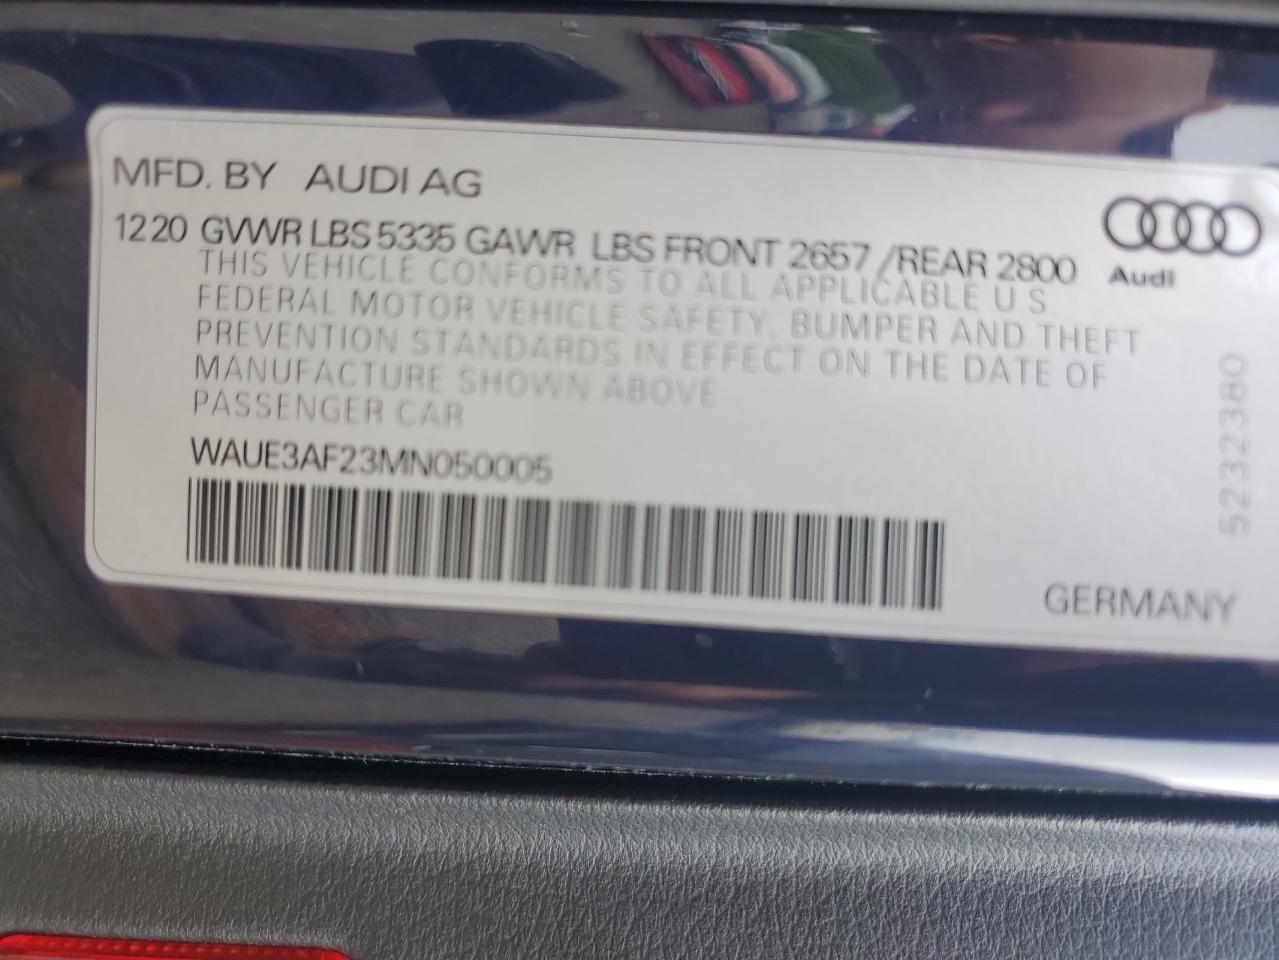 MFD. BY AUDI AG
1220 GVWR LBS 5335 GAWR LBS FRONT 2657 /REAR 2800
Audi
THIS VEHICLE CONFORMS TO ALL APPLICABLE U.S.
FEDERAL MOTOR VEHICLE SAFETY, BUMPER AND THEFT
PREVENTION STANDARDS IN EFFECT ON THE DATE OF
MANUFACTURE SHOWN ABOVE
PASSENGER CAR
WAUE3AF23MN050005
5232380
GERMANY